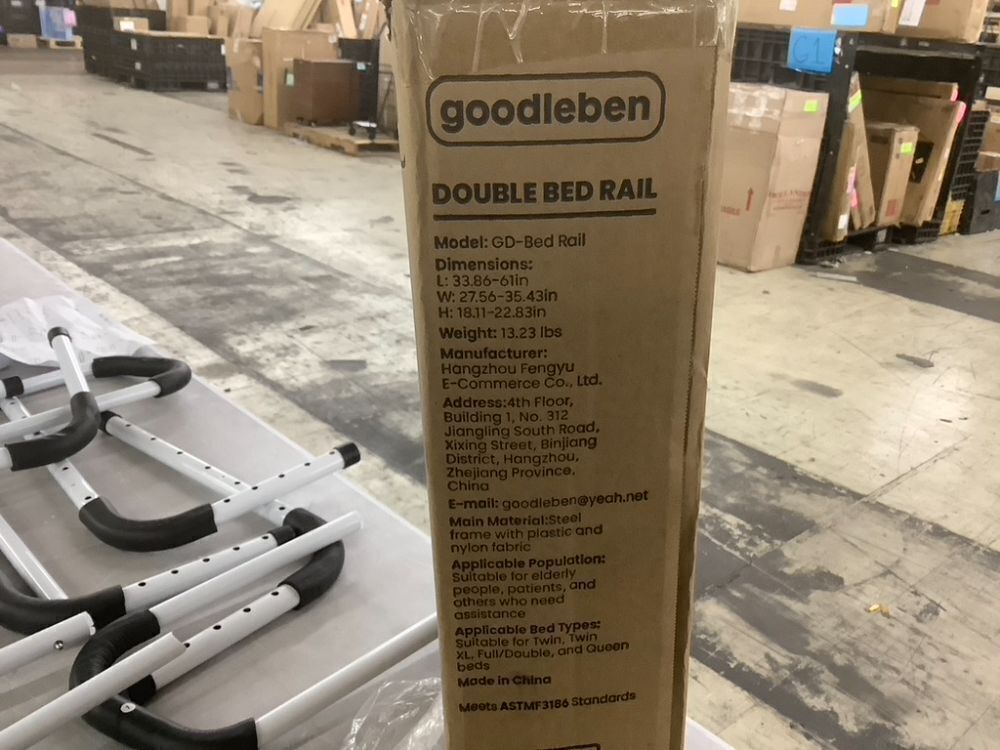 G1
goodleben
DOUBLE BED RAIL
Model: GD-Bed Rail
Dimensions:
L: 33.86-61in
W: 27.56-35.43in
H: 18.11-22.83in
Weight: 13.23 lbs
Manufacturer:
Hangzhou Fengyu
E-Commerce Co., Ltd.
Address:4th Floor,
Building 1, No. 312
Jiangling South Road,
Xixing Street, Binjiang
District, Hangzhou,
Zhejiang Province,
China
E-mail: goodleben@yeah.net
Main Material:Steel
frame with plastic and
nylon fabric
Applicable Population:
Suitable for elderly
people, patients, and
others who need
assistance
Applicable Bed Types:
Suitable for Twin, Twin
XL, Full/Double, and Queen
beds
Made in China
Meets ASTMF3186 Standards